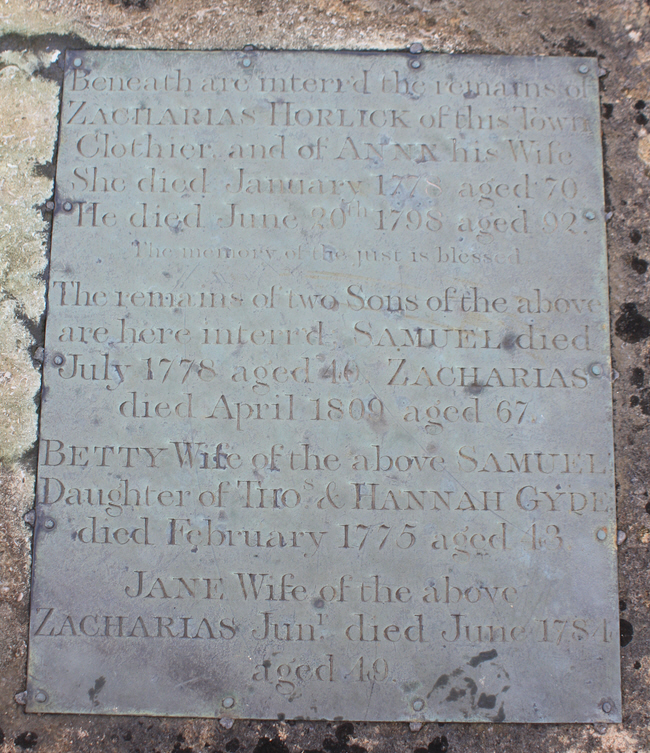 Beneath are interr'd the remains of
ZACHARIAS HORLICK of this Town
Clothier, and of ANNN his Wife
She died January 1778 aged 70
He died June 20th 1798 aged 92.
The memory of the just is blessed
The remains of two Sons of the above
are here interr'd, SAMUEL died
July 1778 aged 40 ZACHARIAS
died April 1809 aged 67.
BETTY Wife of the above SAMUEL
Daughter of Thos & HANNAH GYDE
died February 1775 aged 43.
JANE Wife of the above
ZACHARIAS Junr. died June 1784
aged 49.